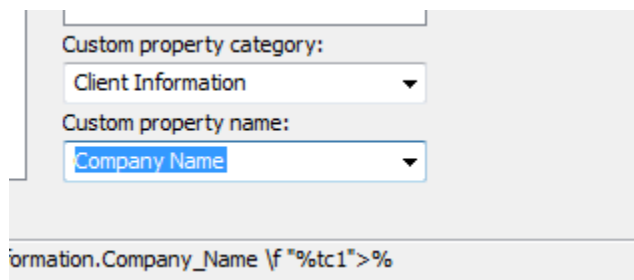 Custom property category:
Client Information
Custom property name:
Company Name
formation.Company_Name \f "%tc1">%